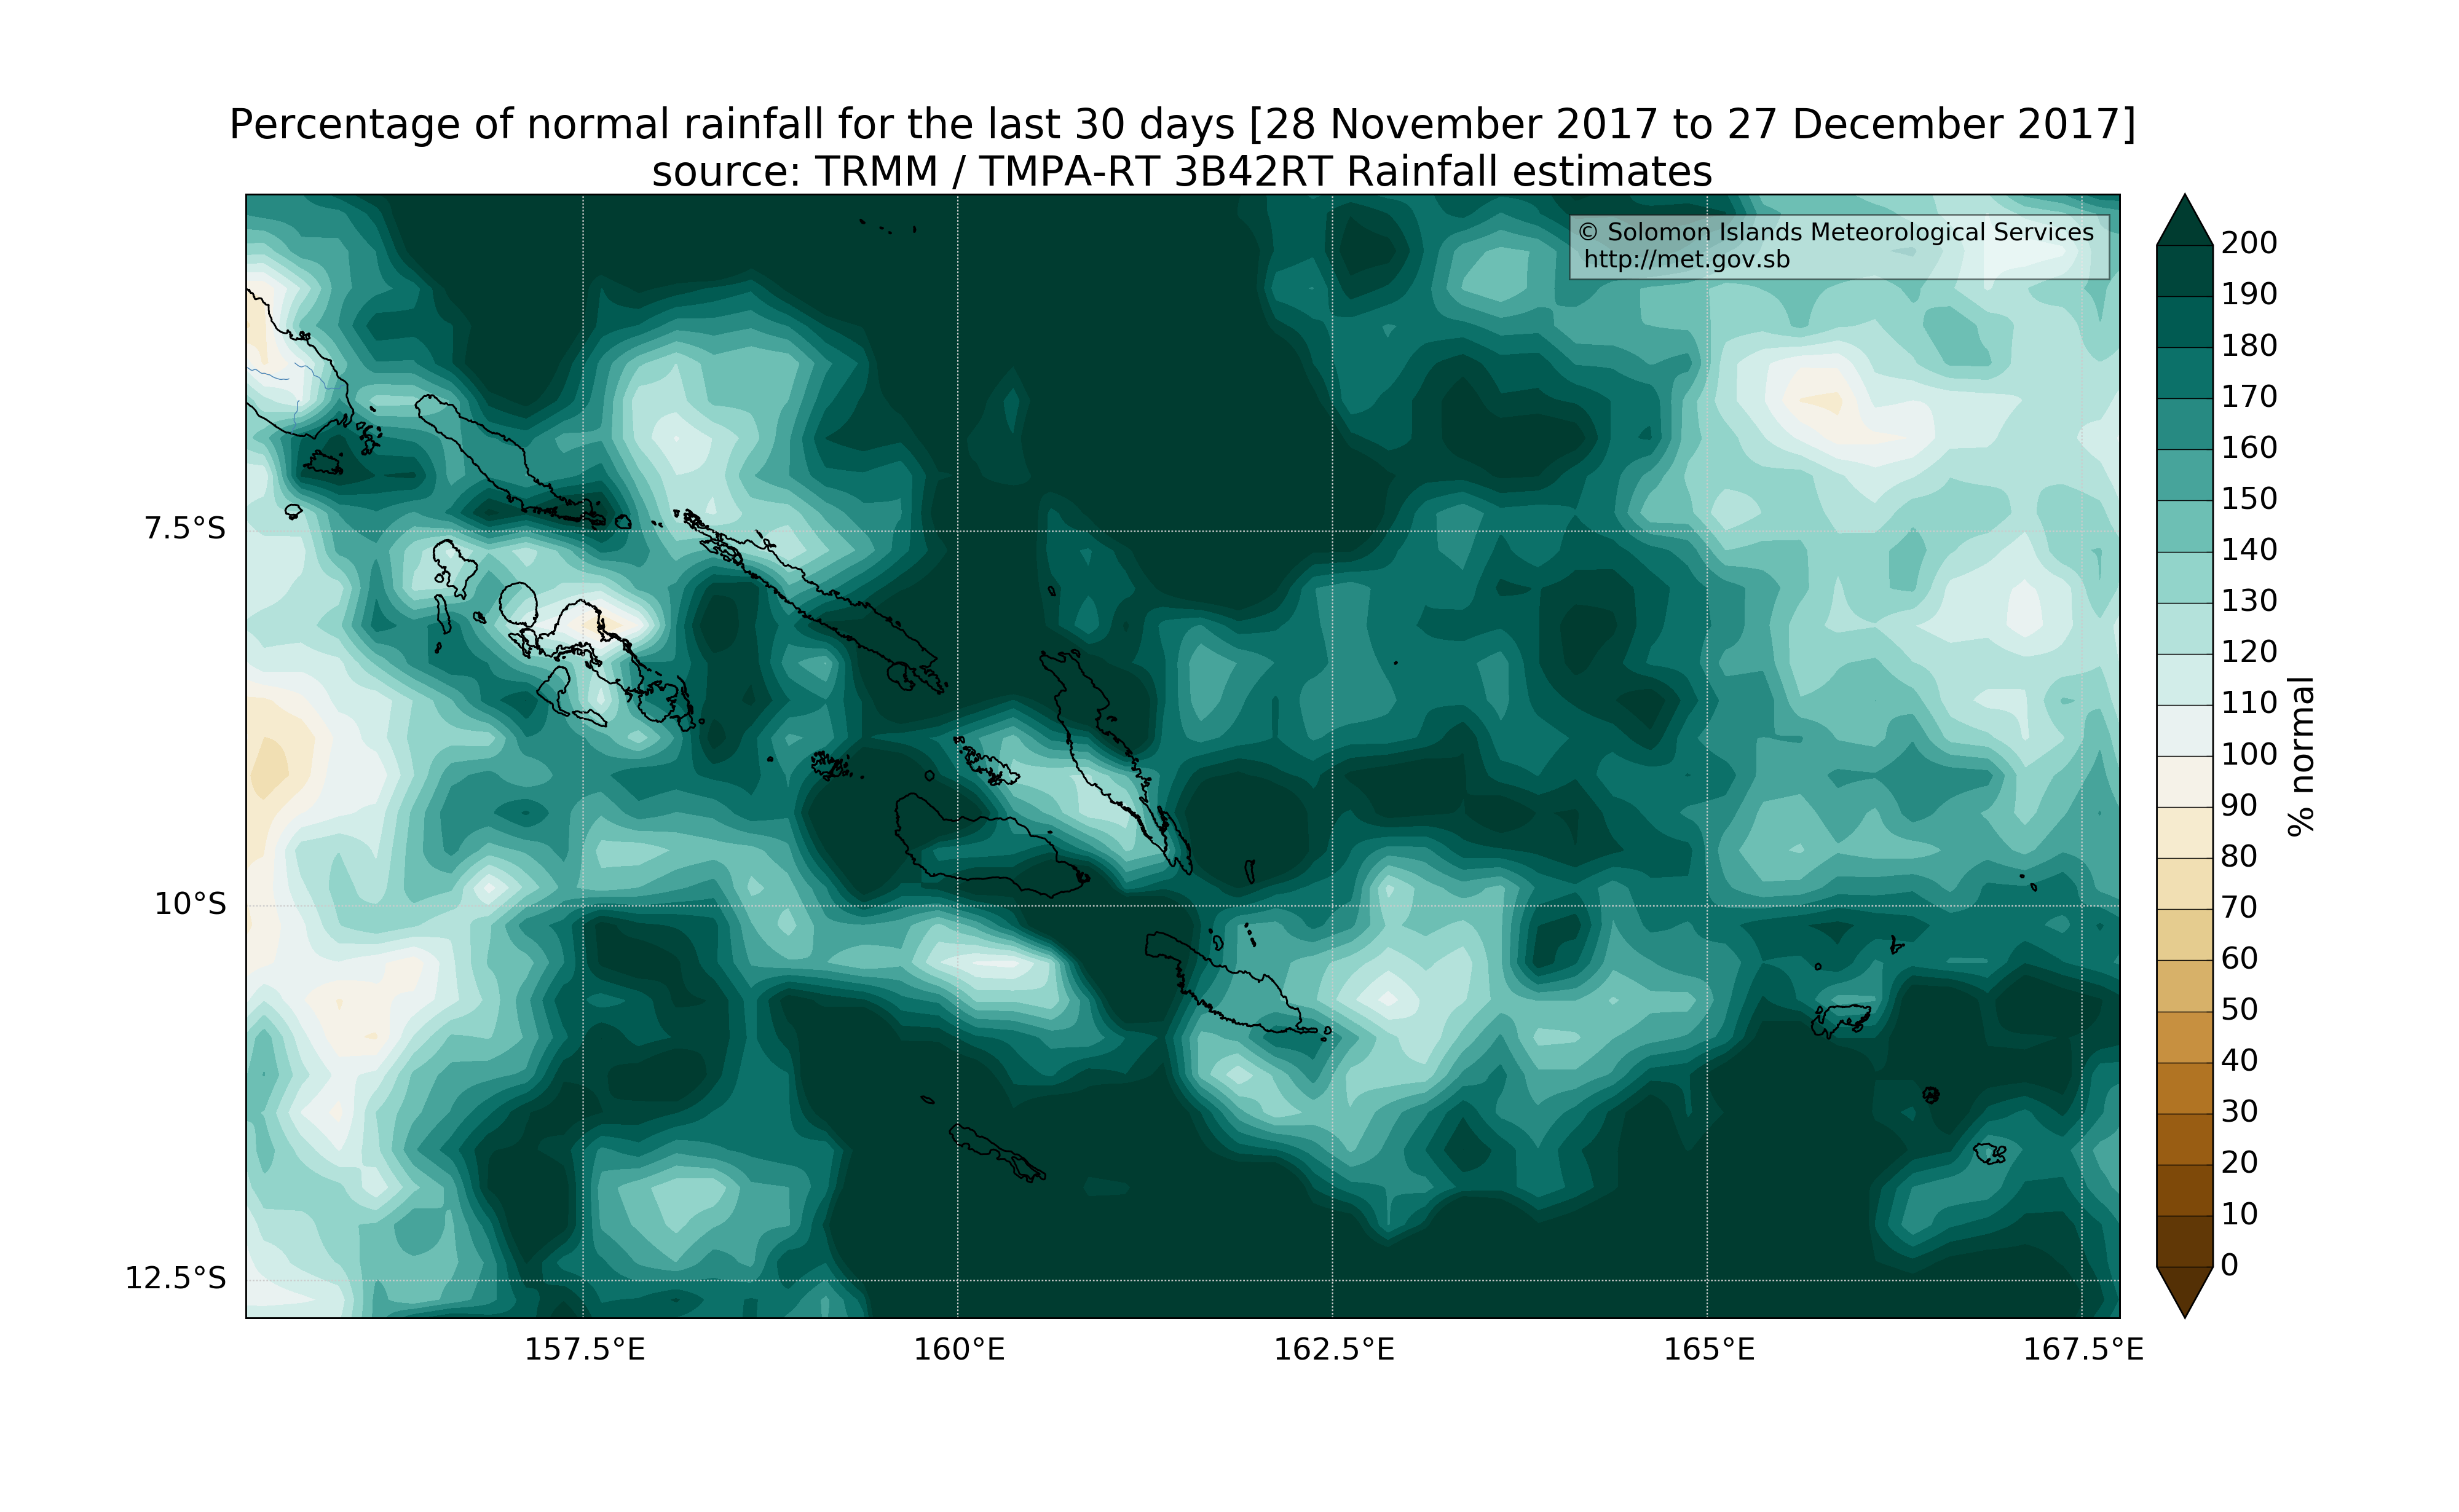 Percentage of normal rainfall for the last 30 days [28 November 2017 to 27 December 2017]
source: TRMM / TMPA-RT 3B42RT Rainfall estimates
© Solomon Islands Meteorological Services
http://met.gov.sb
7.5°S
10°S
12.5°S
157.5°E
160°E
162.5°E
165°E
167.5°E
200
190
180
170
160
150
140
130
120
110
100
90
80
70
60
50
40
30
20
10
0
% normal